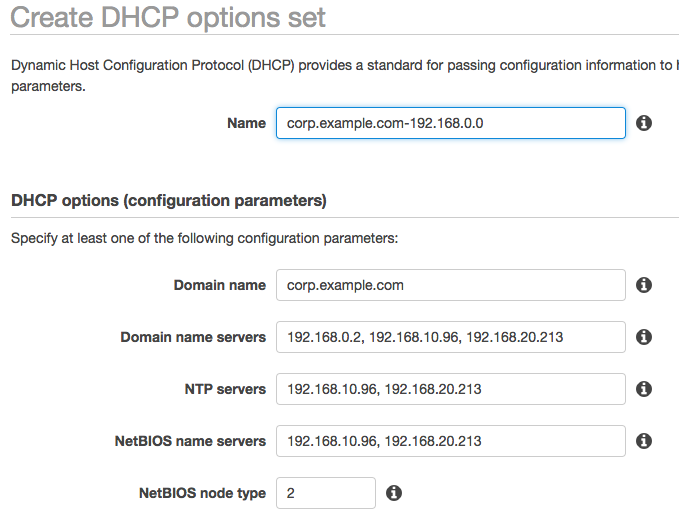 Create DHCP options set
Dynamic Host Configuration Protocol (DHCP) provides a standard for passing configuration information to
parameters.
Name corp.example.com-192.168.0.0
DHCP options (configuration parameters)
Specify at least one of the following configuration parameters:
Domain name corp.example.com
Domain name servers 192.168.0.2, 192.168.10.96, 192.168.20.213
NTP servers 192.168.10.96, 192.168.20.213
NetBIOS name servers 192.168.10.96, 192.168.20.213
NetBIOS node type 2